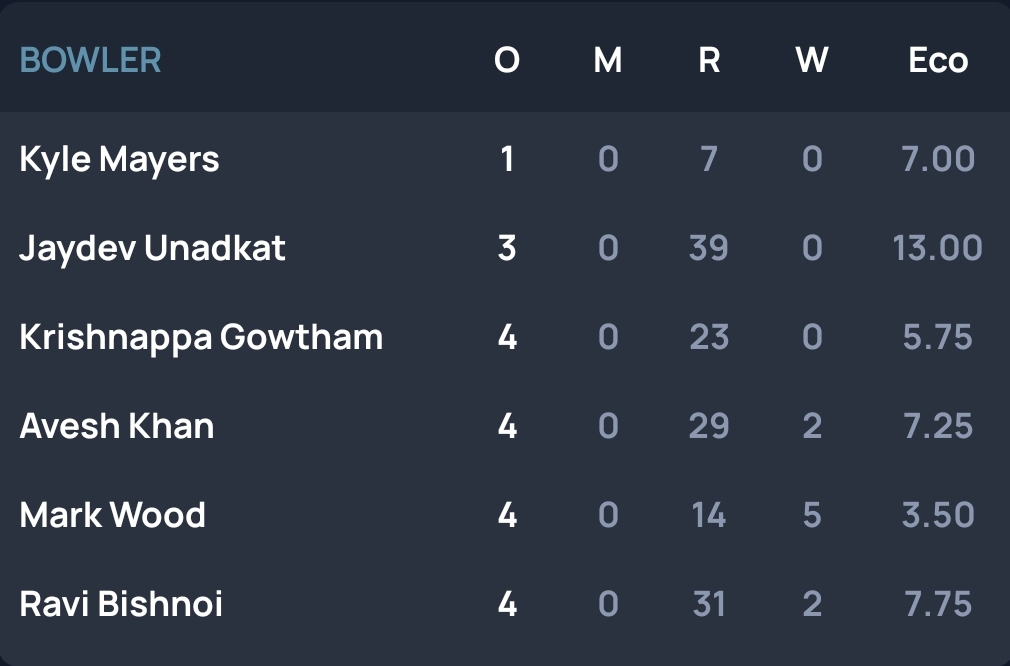 BOWLER O M R W Eco
Kyle Mayers 1 0 7 0 7.00
Jaydev Unadkat 3 0 39 0 13.00
Krishnappa Gowtham 4 0 23 0 5.75
Avesh Khan 4 0 29 2 7.25
Mark Wood 4 0 14 5 3.50
Ravi Bishnoi 4 0 31 2 7.75